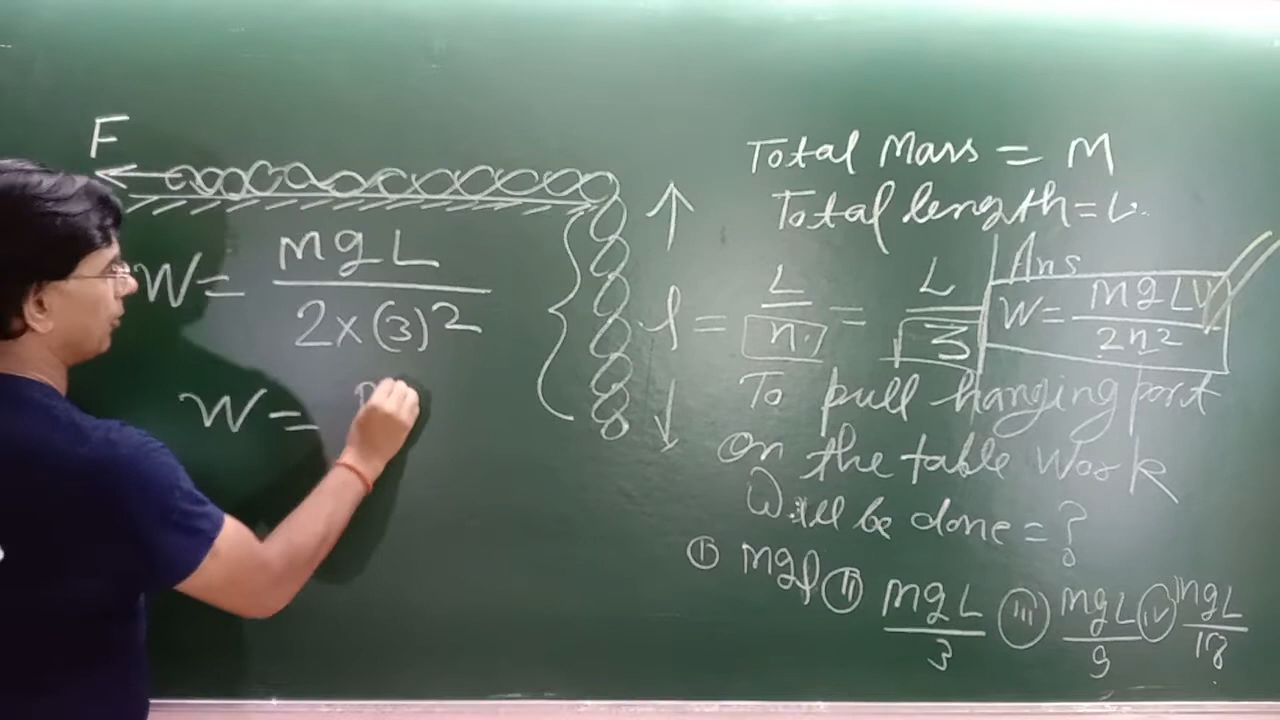 F
W = mgL / 2×(3)²
W =
Total Mass = M
Total length = L.
l = L / n. = L / 3
Ans
W = MgL / 2n²
To pull hanging part
on the table work
Will be done = ?
(i) mgl (ii) mgL / 3 (iii) mgL / 9 (iv) mgL / 18